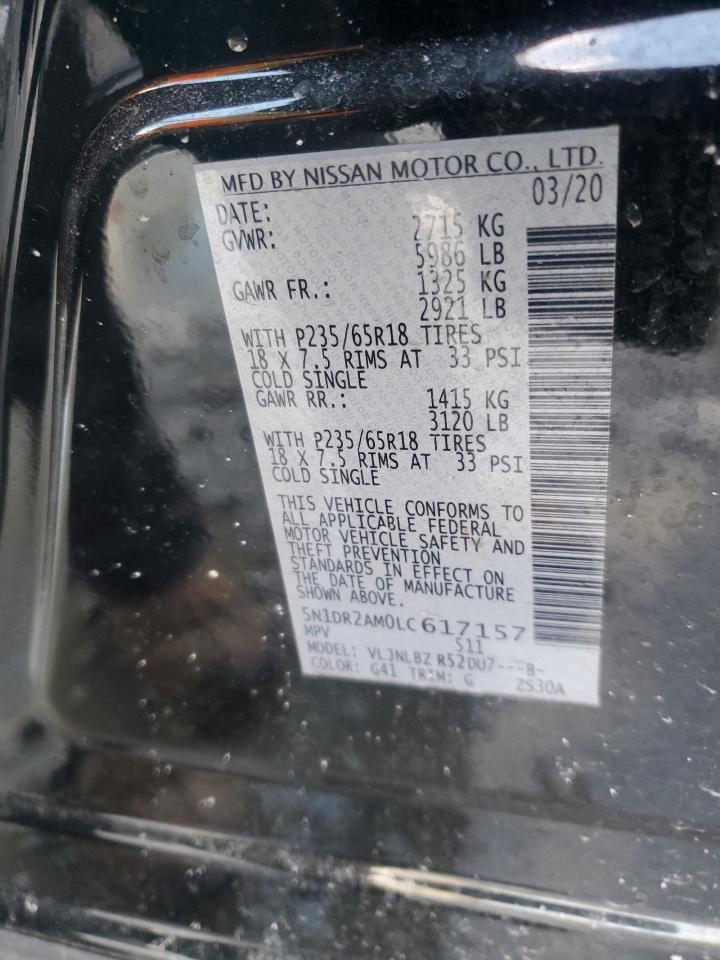 MFD BY NISSAN MOTOR CO., LTD.
DATE: 03/20
GVWR: 2715 KG
5986 LB
GAWR FR.: 1325 KG
2921 LB
WITH P235/65R18 TIRES
18 X 7.5 RIMS AT 33 PSI
COLD SINGLE
GAWR RR.: 1415 KG
3120 LB
WITH P235/65R18 TIRES
18 X 7.5 RIMS AT 33 PSI
COLD SINGLE
THIS VEHICLE CONFORMS TO
ALL APPLICABLE FEDERAL
MOTOR VEHICLE SAFETY AND
THEFT PREVENTION
STANDARDS IN EFFECT ON
THE DATE OF MANUFACTURE
SHOWN ABOVE.
5N1DR2AM0LC617157
MPV S11
MODEL: VLJNLBZ R52DU7
COLOR: G41 TRIM: G 2S30A